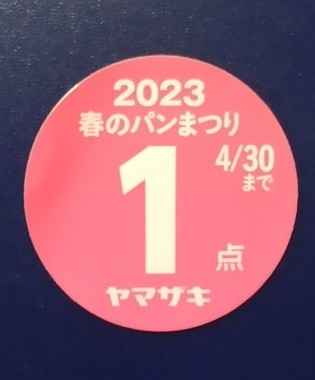 2023
春のパンまつり
4/30
まで
1
点
ヤマザキ